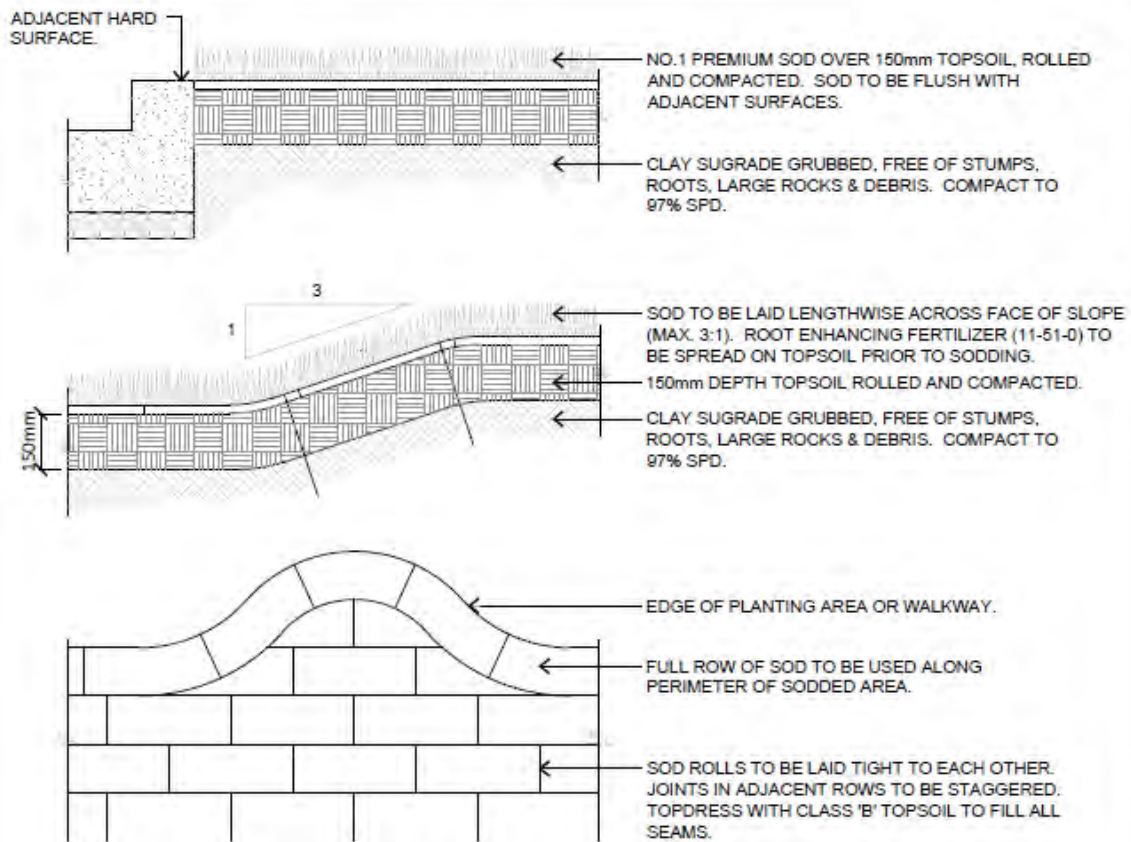 ADJACENT HARD
SURFACE.
NO.1 PREMIUM SOD OVER 150mm TOPSOIL, ROLLED
AND COMPACTED. SOD TO BE FLUSH WITH
ADJACENT SURFACES.
CLAY SUGRADE GRUBBED, FREE OF STUMPS,
ROOTS, LARGE ROCKS & DEBRIS. COMPACT TO
97% SPD.
3
1
SOD TO BE LAID LENGTHWISE ACROSS FACE OF SLOPE
(MAX. 3:1). ROOT ENHANCING FERTILIZER (11-51-0) TO
BE SPREAD ON TOPSOIL PRIOR TO SODDING.
150mm DEPTH TOPSOIL ROLLED AND COMPACTED.
CLAY SUGRADE GRUBBED, FREE OF STUMPS,
ROOTS, LARGE ROCKS & DEBRIS. COMPACT TO
97% SPD.
150mm
EDGE OF PLANTING AREA OR WALKWAY.
FULL ROW OF SOD TO BE USED ALONG
PERIMETER OF SODDED AREA.
SOD ROLLS TO BE LAID TIGHT TO EACH OTHER.
JOINTS IN ADJACENT ROWS TO BE STAGGERED.
TOPDRESS WITH CLASS 'B' TOPSOIL TO FILL ALL
SEAMS.